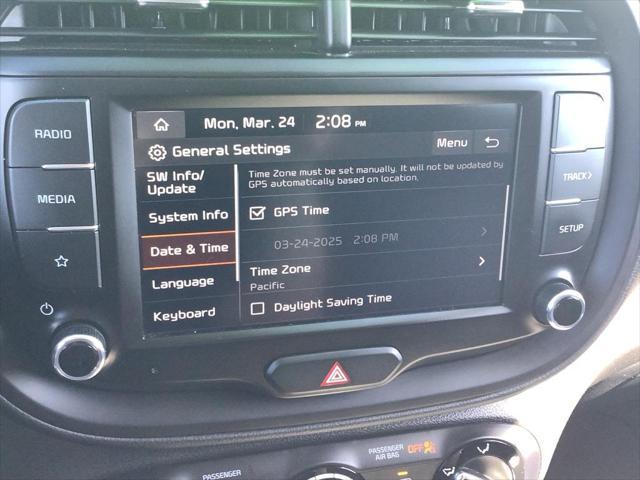 Mon, Mar. 24 2:08 PM
RADIO
MEDIA
General Settings
Menu
SW Info/
Update
System Info
Date & Time
Language
Keyboard
Time Zone must be set manually. It will not be updated by
GPS automatically based on location.
GPS Time
03-24-2025 2:08 PM
Time Zone
Pacific
Daylight Saving Time
TRACK>
SETUP
PASSENGER
AIR BAG
OFF
PASSENGER